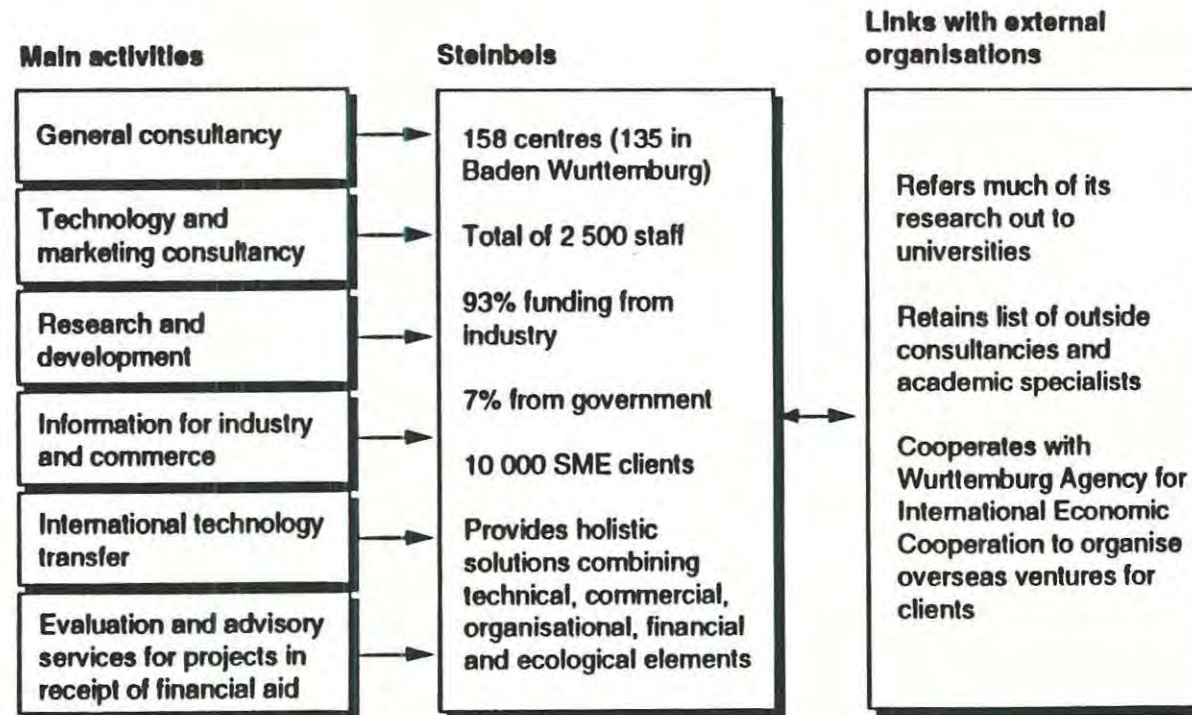 Main activities
General consultancy
Technology and
marketing consultancy
Research and
development
Information for industry
and commerce
International technology
transfer
Evaluation and advisory
services for projects in
receipt of financial aid
Steinbeis
158 centres (135 in
Baden Wurttemburg)
Total of 2 500 staff
93% funding from
industry
7% from government
10 000 SME clients
Provides holistic
solutions combining
technical, commercial,
organisational, financial
and ecological elements
Links with external
organisations
Refers much of its
research out to
universities
Retains list of outside
consultancies and
academic specialists
Cooperates with
Wurttemburg Agency for
International Economic
Cooperation to organise
overseas ventures for
clients